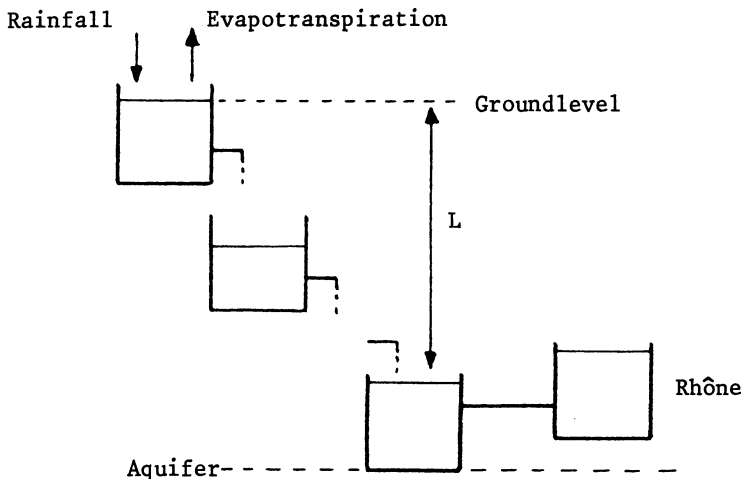 Rainfall
Evapotranspiration
Groundlevel
L
Rhône
Aquifer